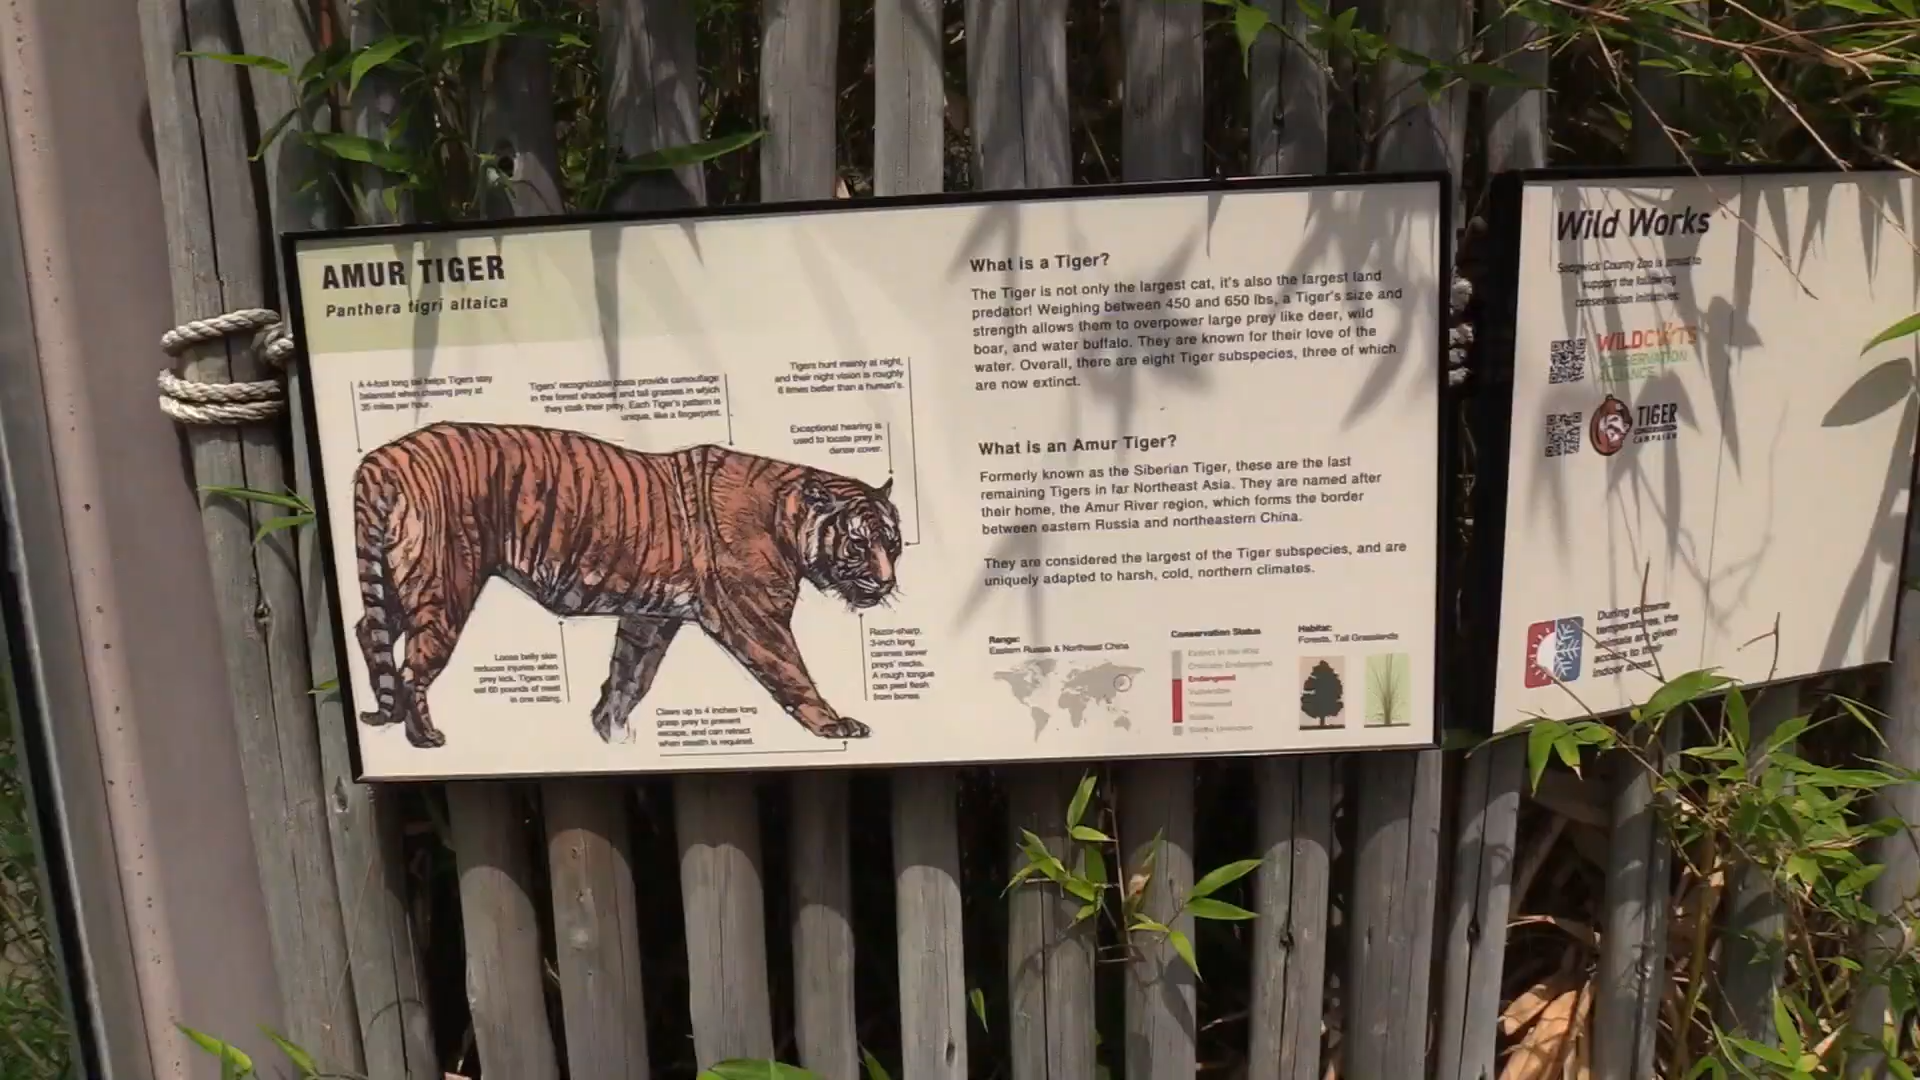 AMUR TIGER
Panthera tigri altaica
A 4-foot long tail helps Tigers stay
balanced when chasing prey at
35 miles per hour.
Tigers' recognizable coats provide camouflage
in the forest shadows and tall grasses in which
they stalk their prey. Each Tiger's pattern is
unique, like a fingerprint.
Tigers hunt mainly at night,
and their night vision is roughly
6 times better than a human's.
Exceptional hearing is
used to locate prey in
dense cover.
Loose belly skin
reduces injuries when
prey kick. Tigers can
eat 60 pounds of meat
in one sitting.
Claws up to 4 inches long
grasp prey to prevent
escape, and can retract
when stealth is required.
Razor-sharp,
3-inch long
canines sever
preys' necks.
A rough tongue
can peel flesh
from bones.
What is a Tiger?
The Tiger is not only the largest cat, it's also the largest land
predator! Weighing between 450 and 650 lbs, a Tiger's size and
strength allows them to overpower large prey like deer, wild
boar, and water buffalo. They are known for their love of the
water. Overall, there are eight Tiger subspecies, three of which
are now extinct.
What is an Amur Tiger?
Formerly known as the Siberian Tiger, these are the last
remaining Tigers in far Northeast Asia. They are named after
their home, the Amur River region, which forms the border
between eastern Russia and northeastern China.
They are considered the largest of the Tiger subspecies, and are
uniquely adapted to harsh, cold, northern climates.
Range:
Eastern Russia & Northeast China
Conservation Status
Extinct in the Wild
Critically Endangered
Endangered
Vulnerable
Threatened
Stable
Status Unknown
Habitat:
Forests, Tall Grasslands
Wild Works
Sedgwick County Zoo is proud to
support the following
conservation initiatives:
WILDCATS
CONSERVATION
ALLIANCE
TIGER
CONSERVATION
CAMPAIGN
During extreme
temperatures, the
animals are given
access to their
indoor areas.